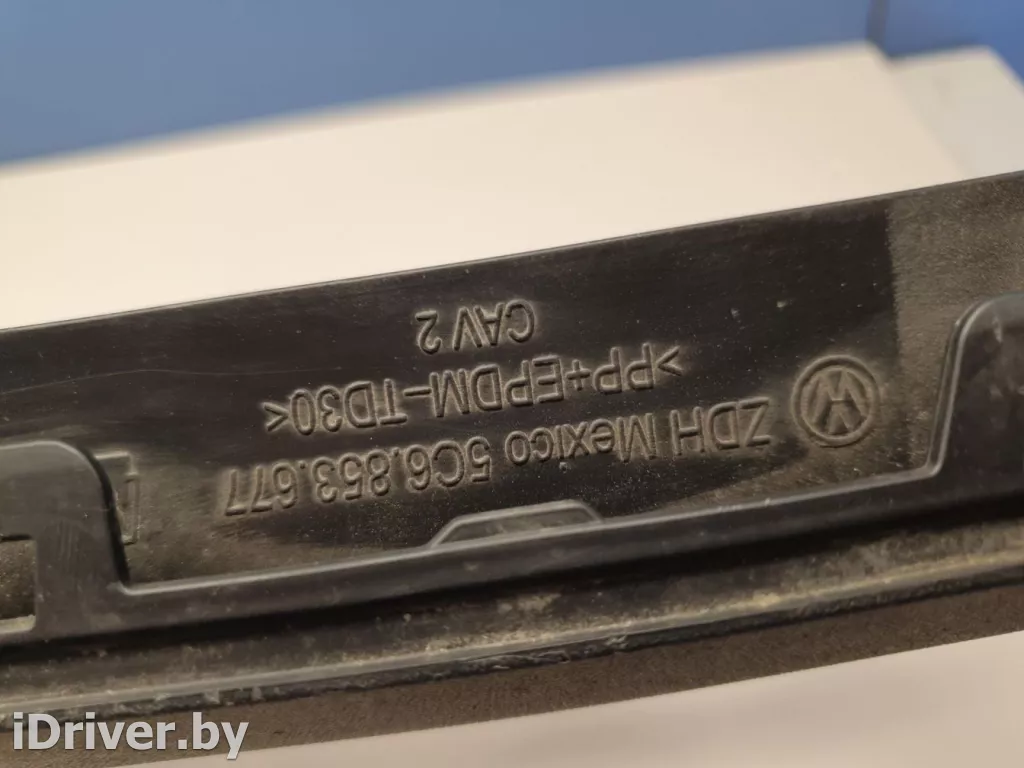 ZDH Mexico 5C6.853.677
>PP+EPDM-TD30<
CAV 2
iDriver.by